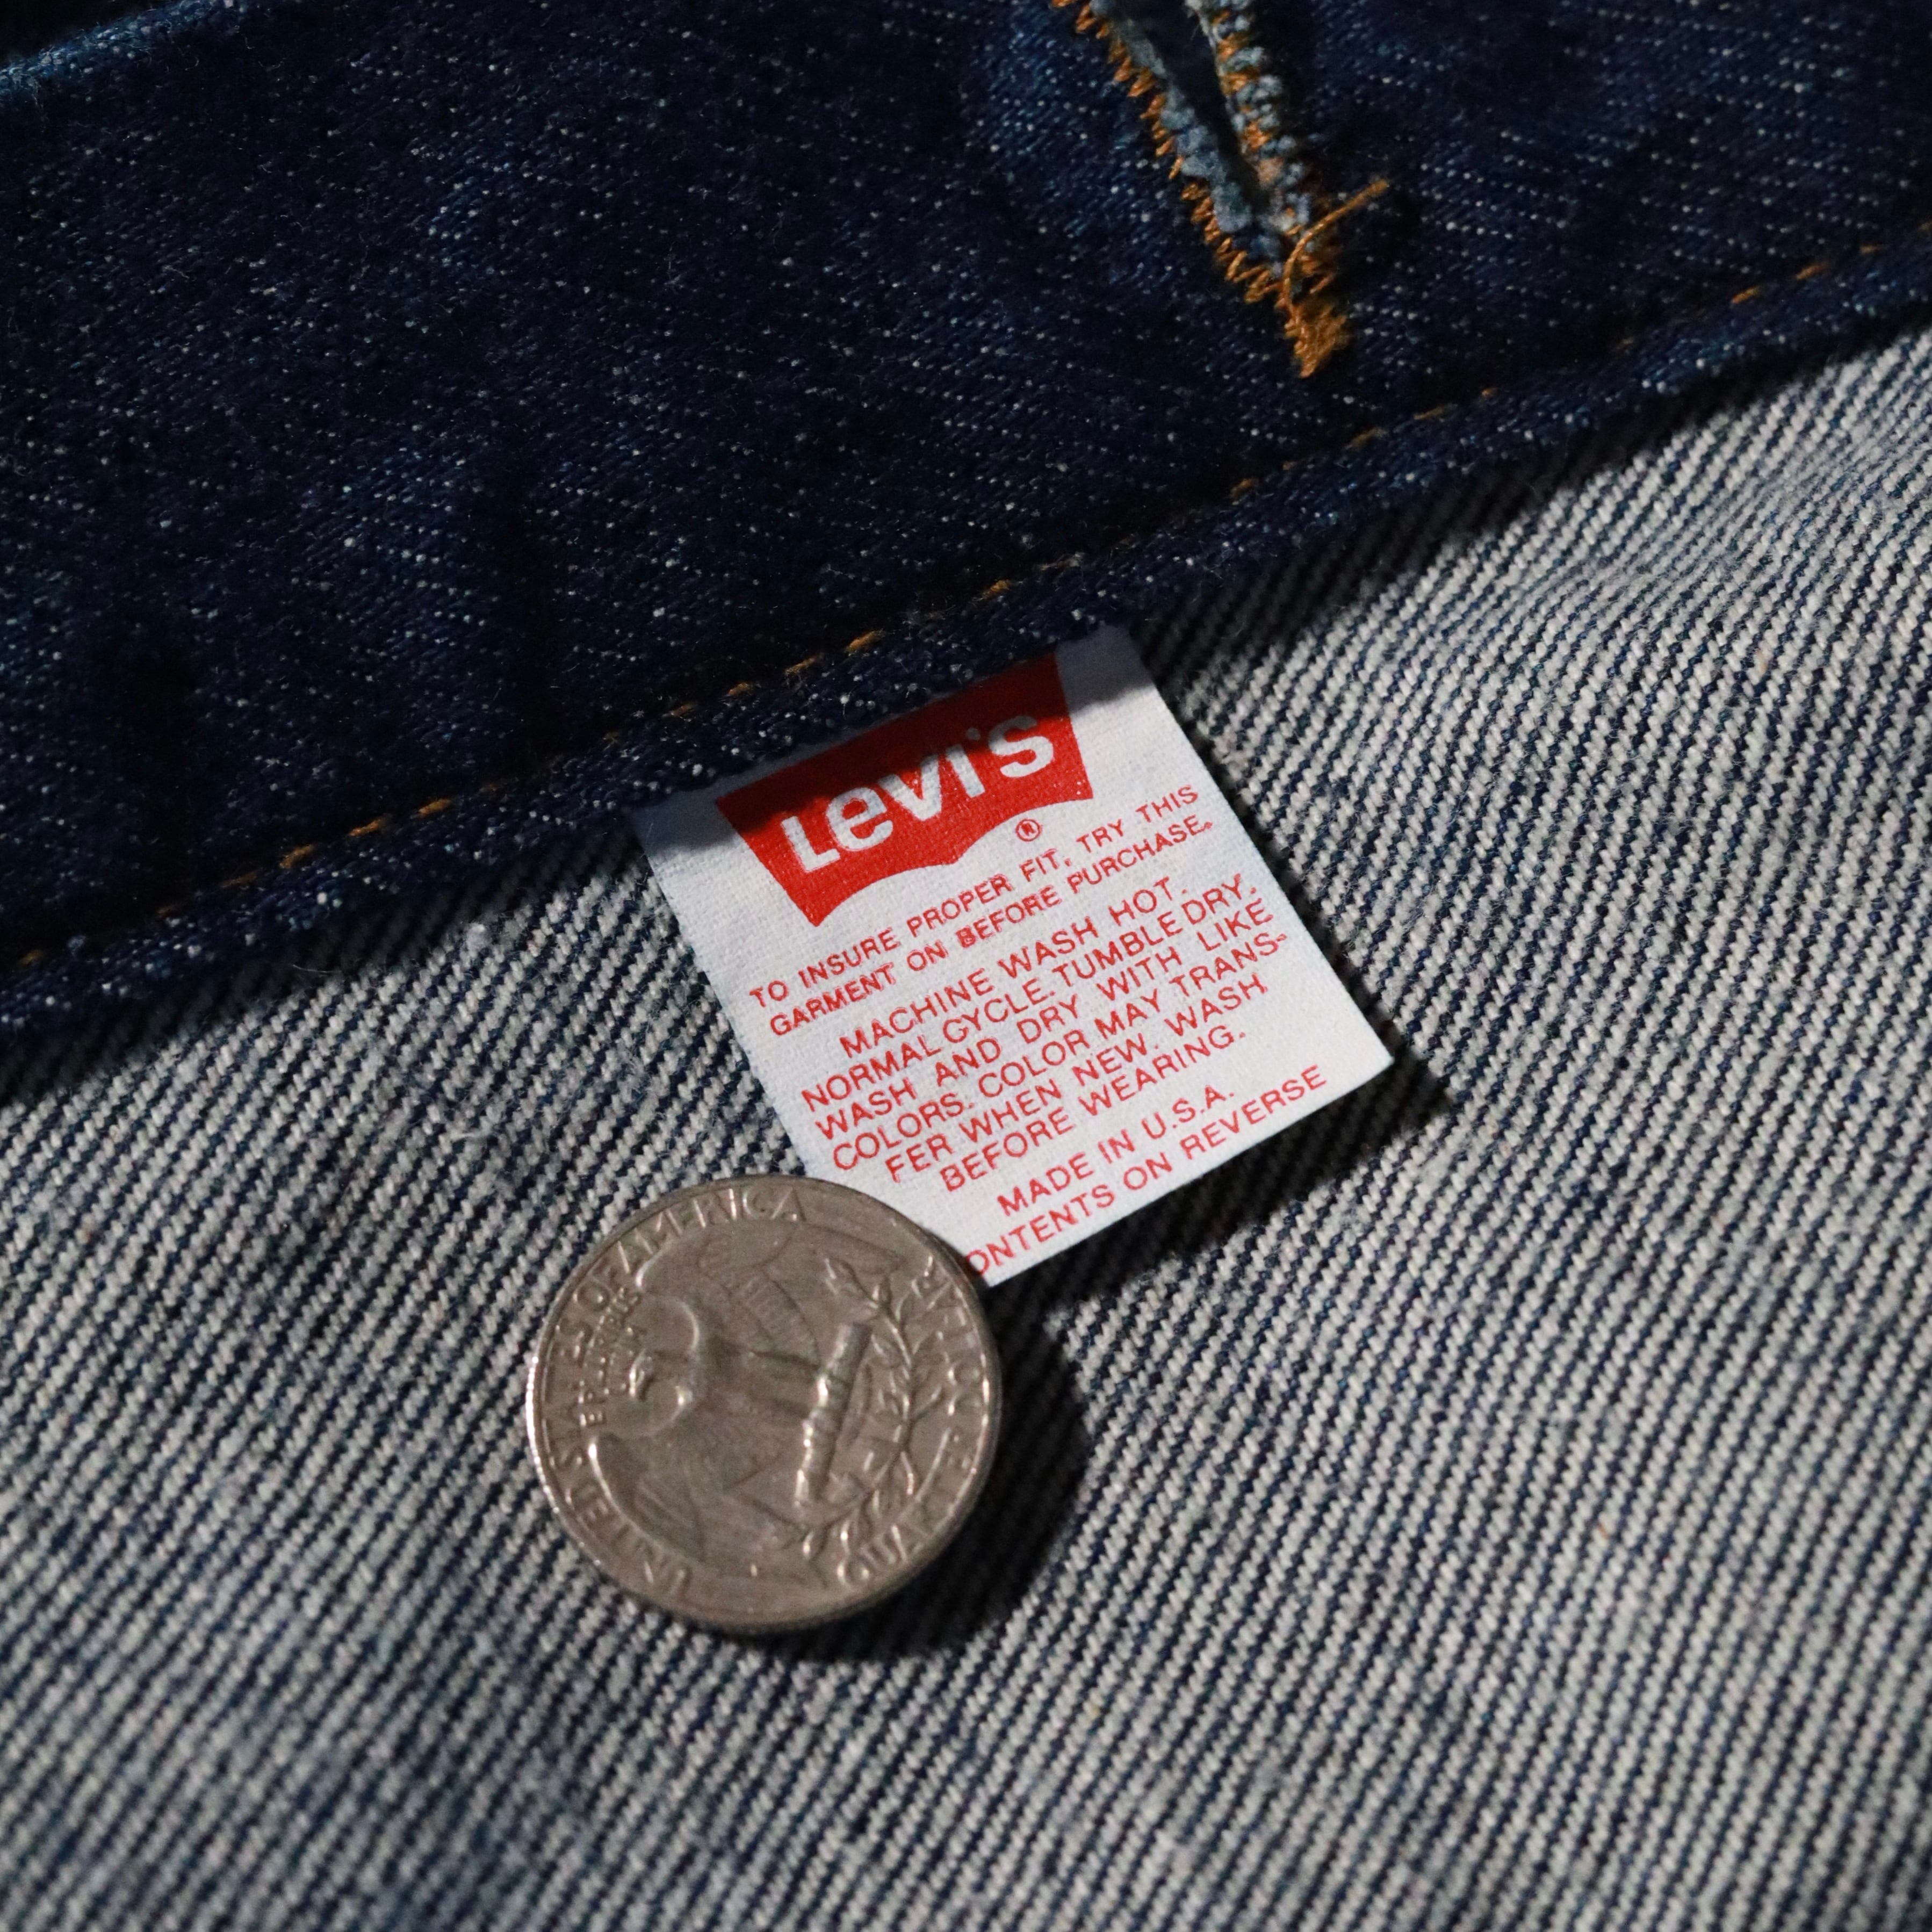 Levi's
®
TO INSURE PROPER FIT, TRY THIS
GARMENT ON BEFORE PURCHASE.
MACHINE WASH HOT.
NORMAL CYCLE. TUMBLE DRY.
WASH AND DRY WITH LIKE
COLORS. COLOR MAY TRANS-
FER WHEN NEW. WASH
BEFORE WEARING.
MADE IN U.S.A.
ONTENTS ON REVERSE
UNITED STATES OF AMERICA
QUARTER